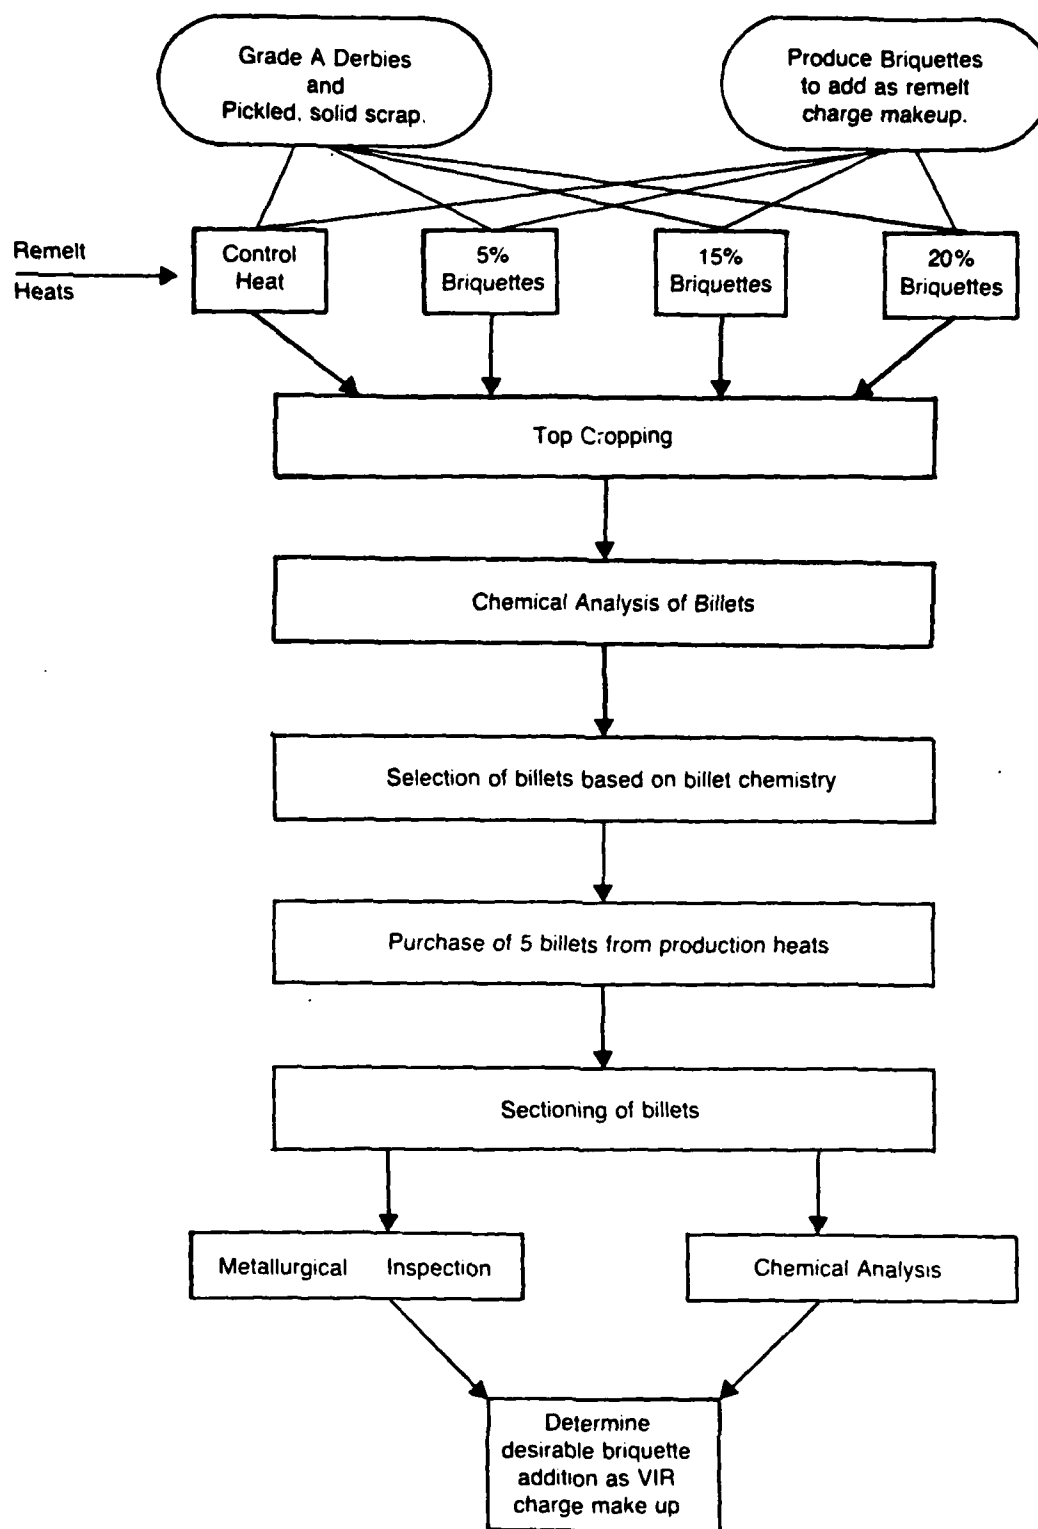 Grade A Derbies
and
Pickled, solid scrap.
Produce Briquettes
to add as remelt
charge makeup.
Remelt
Heats
Control
Heat
5%
Briquettes
15%
Briquettes
20%
Briquettes
Top Cropping
Chemical Analysis of Billets
Selection of billets based on billet chemistry
Purchase of 5 billets from production heats
Sectioning of billets
Metallurgical Inspection
Chemical Analysis
Determine
desirable briquette
addition as VIR
charge make up